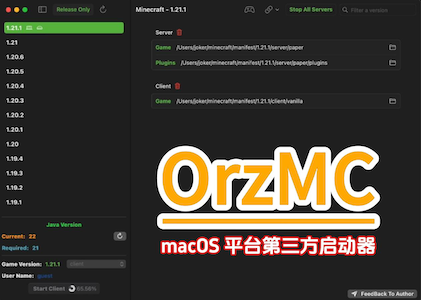 Release Only
Minecraft - 1.21.1
Stop All Servers
Filter a version
1.21.1
1.21
1.20.6
1.20.5
1.20.4
1.20.3
1.20.2
1.20.1
1.20
1.19.4
1.19.3
1.19.2
1.19.1
Java Version
Current: 22
Required: 21
Game Version: 1.21.1 client
User Name: guest
Start Client
Server
Game /Users/joker/minecraft/manifest/1.21.1/server/paper
Plugins /Users/joker/minecraft/manifest/1.21.1/server/paper/plugins
Client
Game /Users/joker/minecraft/manifest/1.21.1/client/vanilla
OrzMC
macOS 平台第三方启动器
FeedBack To Author